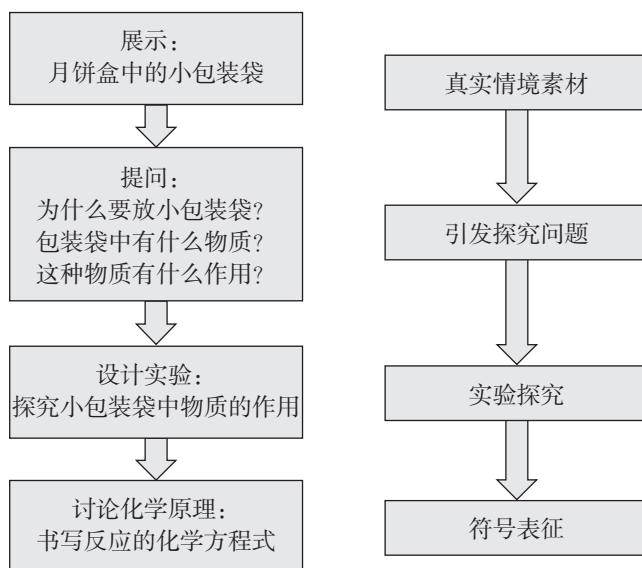 展示：
月饼盒中的小包装袋
提问：
为什么要放小包装袋？
包装袋中有什么物质？
这种物质有什么作用？
设计实验：
探究小包装袋中物质的作用
讨论化学原理：
书写反应的化学方程式
真实情境素材
引发探究问题
实验探究
符号表征